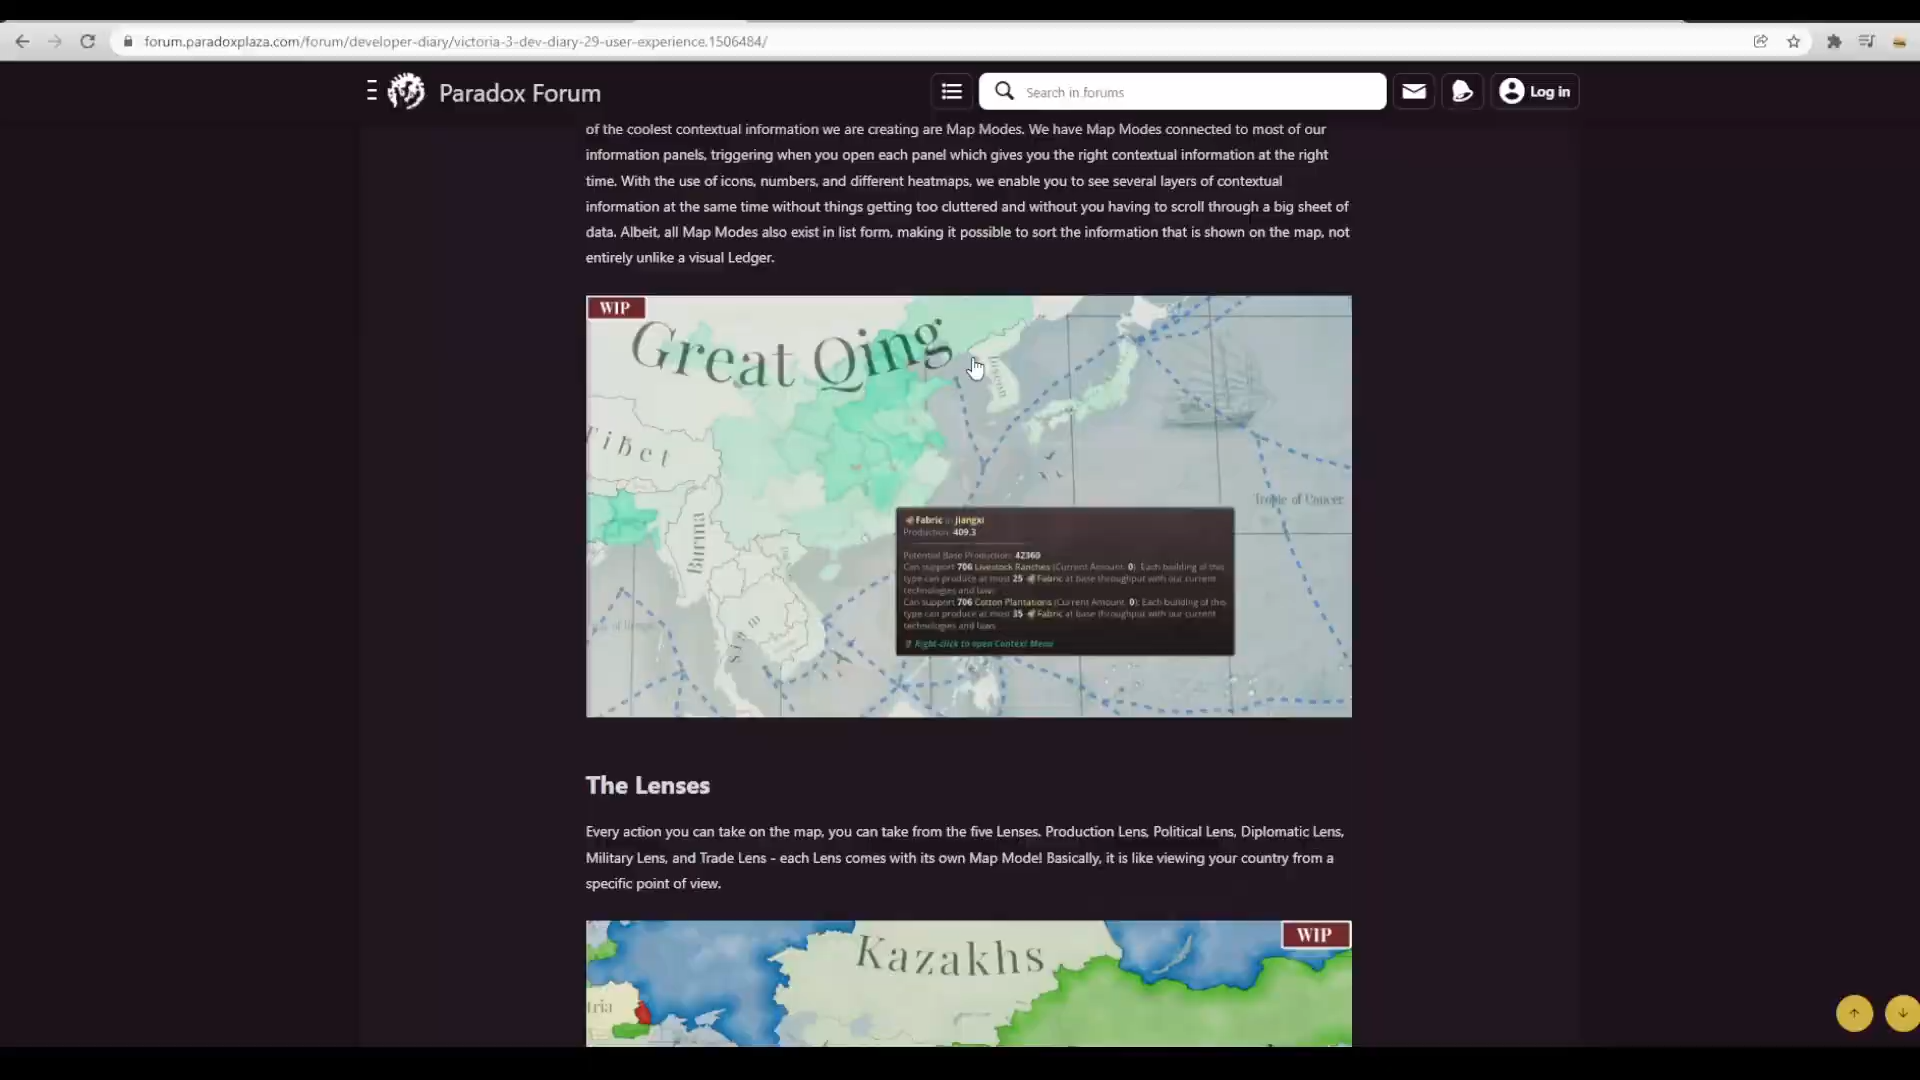 forum.paradoxplaza.com/forum/developer-diary/victoria-3-dev-diary-29-user-experience.1506484/
Paradox Forum
Search in forums
Log in
of the coolest contextual information we are creating are Map Modes. We have Map Modes connected to most of our
information panels, triggering when you open each panel which gives you the right contextual information at the right
time. With the use of icons, numbers, and different heatmaps, we enable you to see several layers of contextual
information at the same time without things getting too cluttered and without you having to scroll through a big sheet of
data. Albeit, all Map Modes also exist in list form, making it possible to sort the information that is shown on the map, not
entirely unlike a visual Ledger.
WIP
Great Qing
Tibet
Burma
Tropic of Cancer
Fabric in Jiangxi
Production: 409.3
Potential Base Production: 42360
Can support 706 Livestock Ranches (Current Amount: 0). Each building of this
type can produce at most 25 Fabric at base throughput with our current
technologies and laws
Can support 706 Cotton Plantations (Current Amount: 0). Each building of this
type can produce at most 35 Fabric at base throughput with our current
technologies and laws
Right-click to open Context Menu
The Lenses
Every action you can take on the map, you can take from the five Lenses. Production Lens, Political Lens, Diplomatic Lens,
Military Lens, and Trade Lens - each Lens comes with its own Map Mode! Basically, it is like viewing your country from a
specific point of view.
WIP
Kazakhs
tria